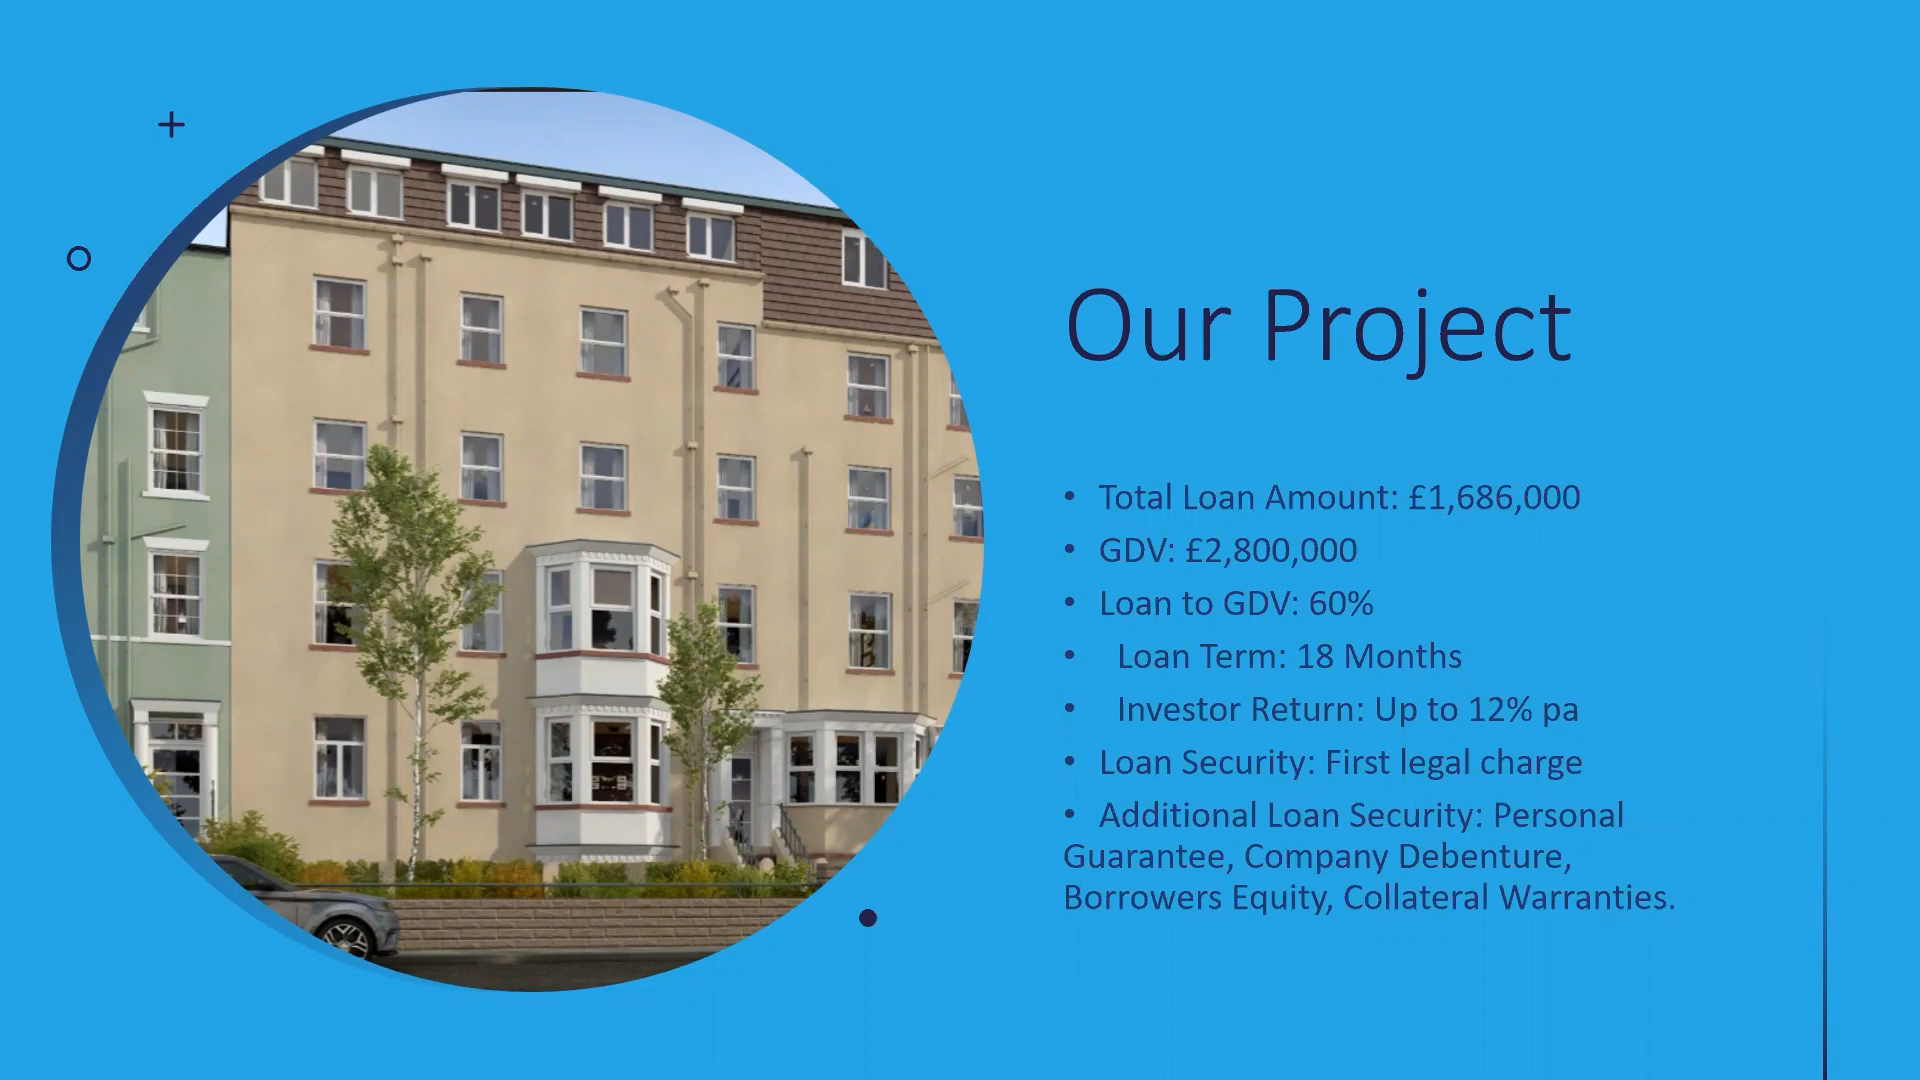 Our Project
• Total Loan Amount: £1,686,000
• GDV: £2,800,000
• Loan to GDV: 60%
• Loan Term: 18 Months
• Investor Return: Up to 12% pa
• Loan Security: First legal charge
• Additional Loan Security: Personal
Guarantee, Company Debenture,
Borrowers Equity, Collateral Warranties.